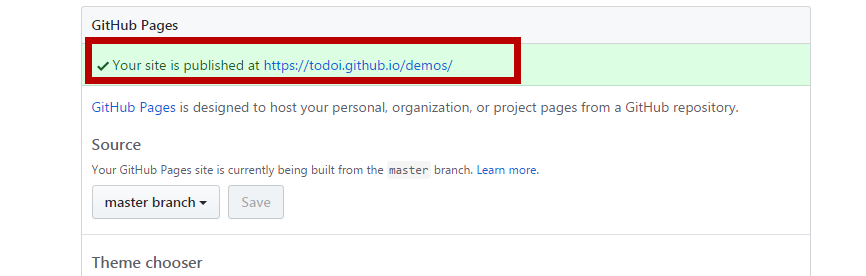 GitHub Pages
Your site is published at https://todoi.github.io/demos/
GitHub Pages is designed to host your personal, organization, or project pages from a GitHub repository.
Source
Your GitHub Pages site is currently being built from the master branch. Learn more.
master branch Save
Theme chooser